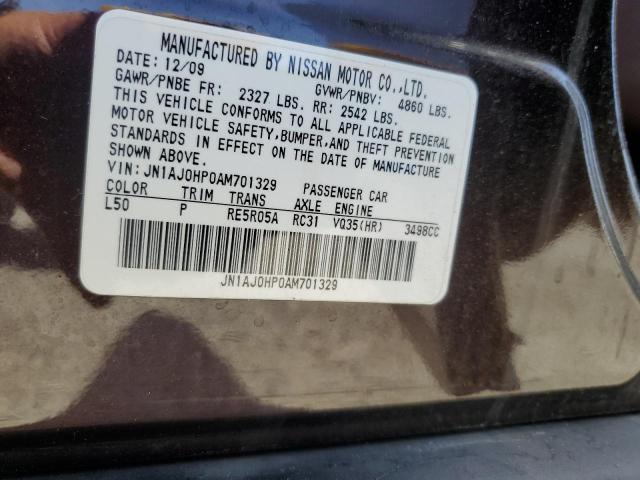 MANUFACTURED BY NISSAN MOTOR CO.,LTD.
DATE: 12/09 GVWR/PNBV: 4860 LBS.
GAWR/PNBE FR: 2327 LBS. RR: 2542 LBS.
THIS VEHICLE CONFORMS TO ALL APPLICABLE FEDERAL
MOTOR VEHICLE SAFETY,BUMPER,AND THEFT PREVENTION
STANDARDS IN EFFECT ON THE DATE OF MANUFACTURE
SHOWN ABOVE.
VIN: JN1AJ0HP0AM701329 PASSENGER CAR
COLOR TRIM TRANS AXLE ENGINE
L50 P RE5R05A RC31 VQ35(HR) 3498CC
JN1AJ0HP0AM701329